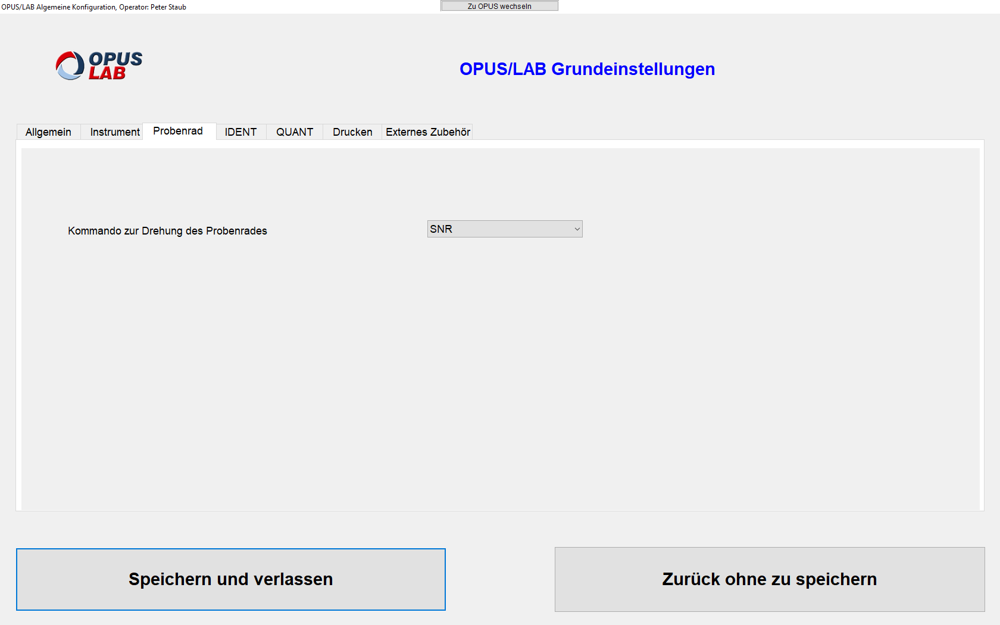 OPUS/LAB Algemeine Konfiguration, Operator: Peter Staub
Zu OPUS wechseln
OPUS
LAB
OPUS/LAB Grundeinstellungen
Allgemein
Instrument
Probenrad
IDENT
QUANT
Drucken
Externes Zubehör
Kommando zur Drehung des Probenrades
SNR
Speichern und verlassen
Zurück ohne zu speichern